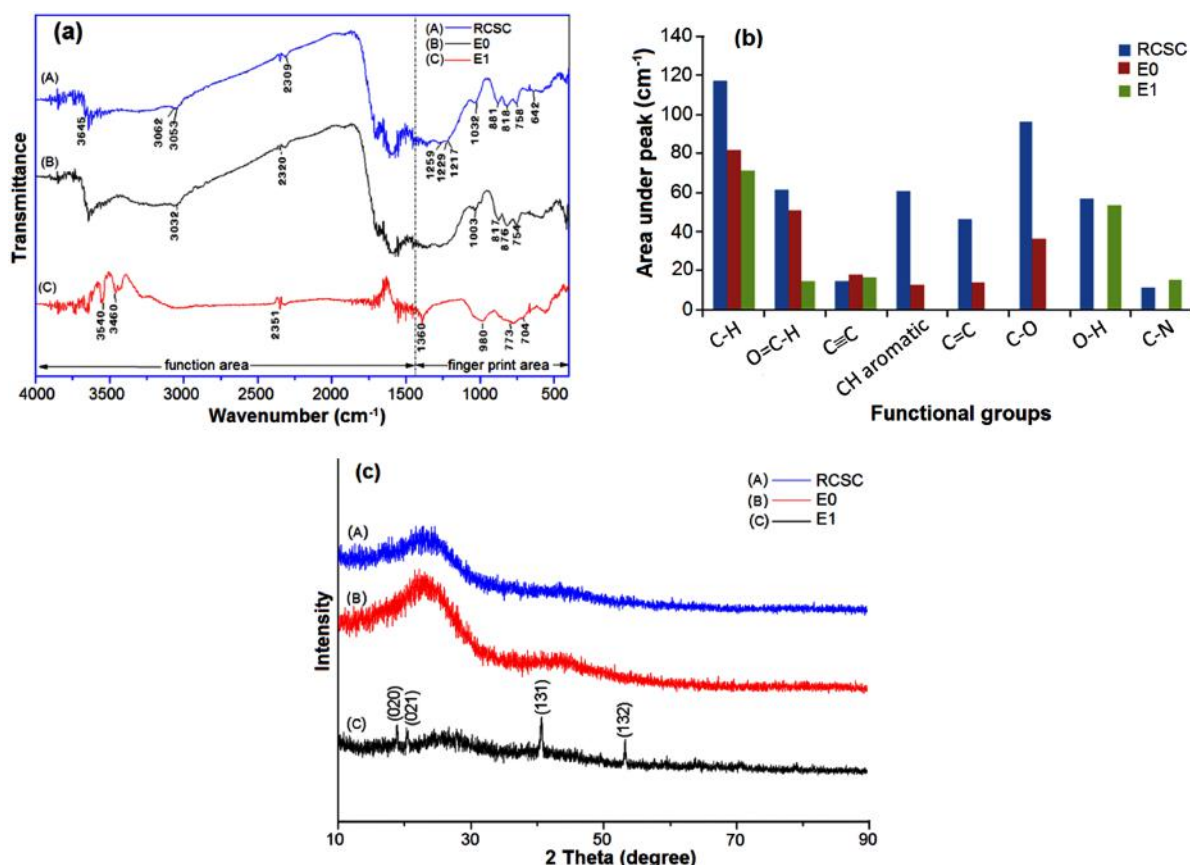 (a)
(A) RCSC
(B) E0
(C) E1
(A)
3645
3062
3053
2309
1259
1229
1217
1032
881
818
758
642
(B)
3032
2320
1003
817
876
754
(C)
3540
3460
2351
1360
980
773
704
function area
finger print area
4000 3500 3000 2500 2000 1500 1000 500
Wavenumber (cm-1)
Transmittance
(b)
RCSC
E0
E1
140
120
100
80
60
40
20
0
Area under peak (cm-1)
C-H O=C-H C≡C CH aromatic C=C C-O O-H C-N
Functional groups
(c)
(A) RCSC
(B) E0
(C) E1
(A)
(B)
(C)
(020)
(021)
(131)
(132)
Intensity
10 30 50 70 90
2 Theta (degree)